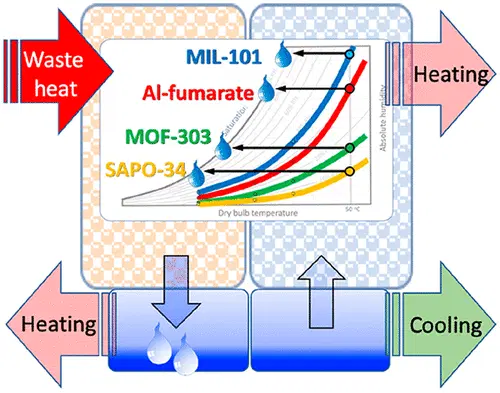 Waste
heat
Heating
MIL-101
Al-fumarate
MOF-303
SAPO-34
Saturation
Absolute humidity
Dry bulb temperature
50 °C
Heating
Cooling